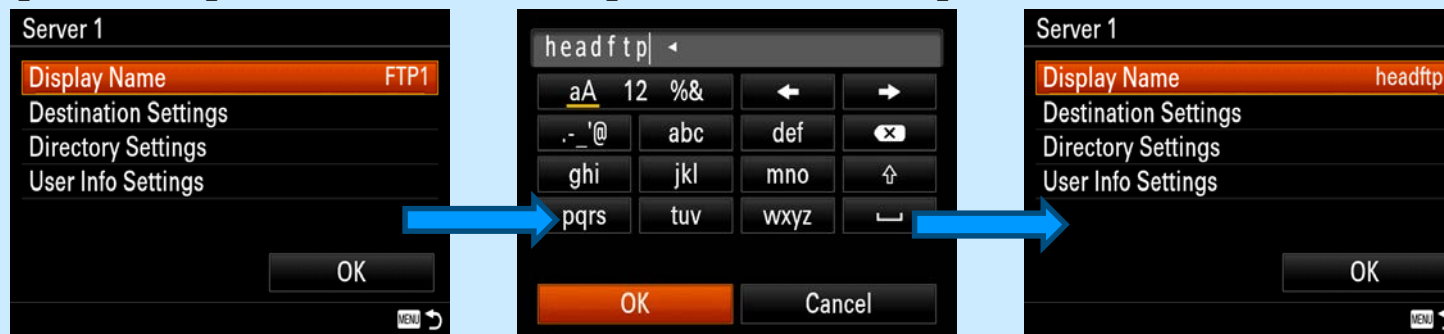 Server 1
Display Name FTP1
Destination Settings
Directory Settings
User Info Settings
OK
MENU
headftp
aA 12 %&
.-_'@ abc def
ghi jkl mno
pqrs tuv wxyz
OK Cancel
Server 1
Display Name headftp
Destination Settings
Directory Settings
User Info Settings
OK
MENU